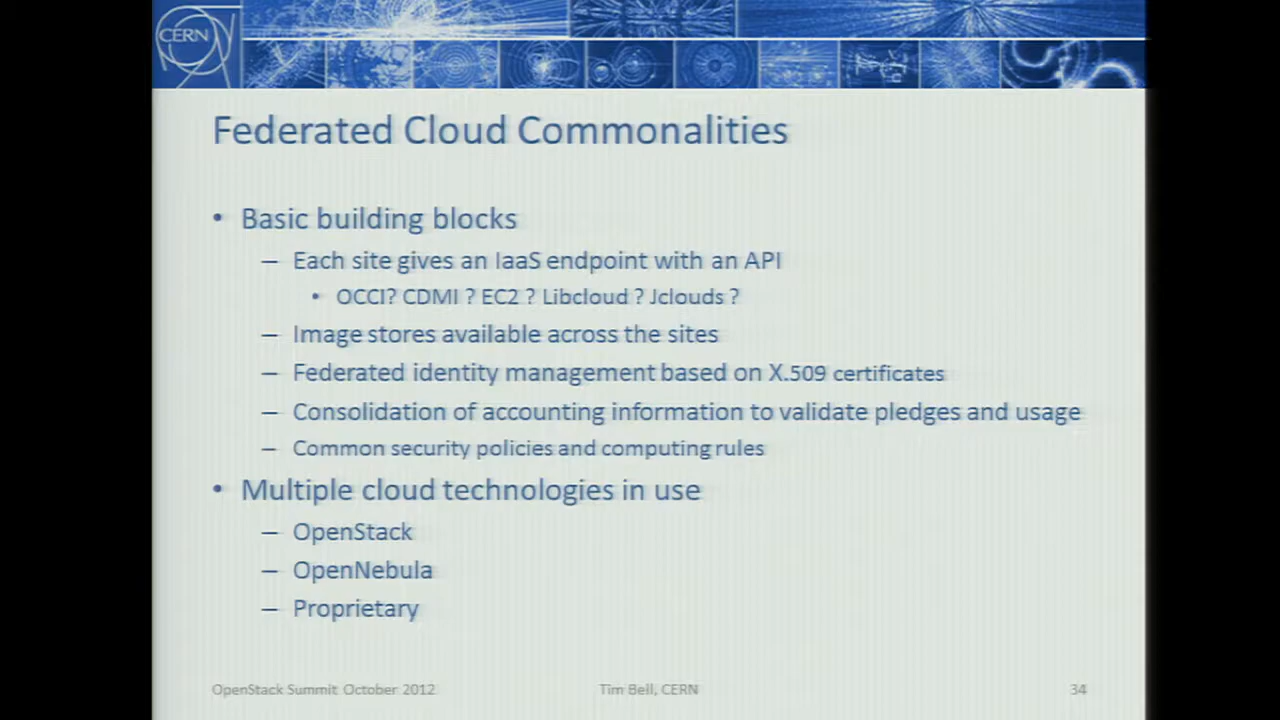 CERN
Federated Cloud Commonalities
• Basic building blocks
– Each site gives an IaaS endpoint with an API
• OCCI? CDMI ? EC2 ? Libcloud ? Jclouds ?
– Image stores available across the sites
– Federated identity management based on X.509 certificates
– Consolidation of accounting information to validate pledges and usage
– Common security policies and computing rules
• Multiple cloud technologies in use
– OpenStack
– OpenNebula
– Proprietary
OpenStack Summit October 2012 Tim Bell, CERN 34